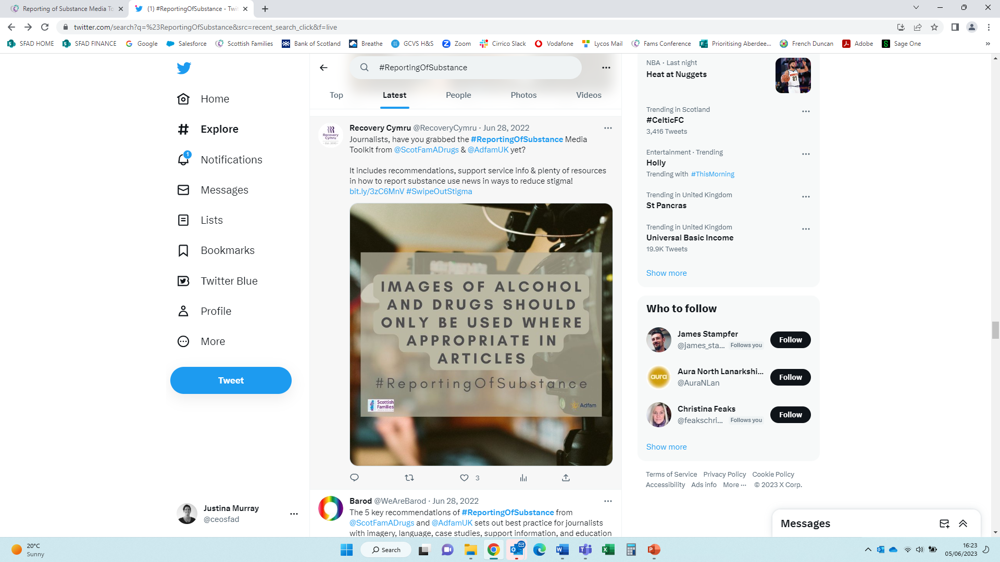 Reporting of Substance Media To
(1) #ReportingOfSubstance - Twit
twitter.com/search?q=%23ReportingOfSubstance&src=recent_search_click&f=live
SFAD HOME
SFAD FINANCE
Google
Salesforce
Scottish Families
Bank of Scotland
Breathe
GCVS H&S
Zoom
Cirrico Slack
Vodafone
Lycos Mail
Fams Conference
Prioritising Aberdee...
French Duncan
Adobe
Sage One
Home
Explore
1
Notifications
Messages
Lists
Bookmarks
Twitter Blue
Profile
More
Tweet
Justina Murray
@ceosfad
#ReportingOfSubstance
Top Latest People Photos Videos
Recovery Cymru @RecoveryCymru · Jun 28, 2022
Journalists, have you grabbed the #ReportingOfSubstance Media
Toolkit from @ScotFamADrugs & @AdfamUK yet?
It includes recommendations, support service info & plenty of resources
in how to report substance use news in ways to reduce stigma!
bit.ly/3zC6MnV #SwipeOutStigma
IMAGES OF ALCOHOL
AND DRUGS SHOULD
ONLY BE USED WHERE
APPROPRIATE IN
ARTICLES
#ReportingOfSubstance
Scottish
Families
Adfam
3
Barod @WeAreBarod · Jun 28, 2022
The 5 key recommendations of #ReportingOfSubstance from
@ScotFamADrugs and @AdfamUK sets out best practice for journalists
with imagery, language, case studies, support information, and education
NBA · Last night
Heat at Nuggets
Trending in Scotland
#CelticFC
3,416 Tweets
Entertainment · Trending
Holly
Trending with #ThisMorning
Trending in United Kingdom
St Pancras
Trending in United Kingdom
Universal Basic Income
19.9K Tweets
Show more
Who to follow
James Stampfer
@james_sta... Follows you
Follow
aura
Aura North Lanarkshi...
@AuraNLan
Follow
Christina Feaks
@feakschri... Follows you
Follow
Show more
Terms of Service Privacy Policy Cookie Policy
Accessibility Ads info More ··· © 2023 X Corp.
Messages
20°C
Sunny
Search
16:23
05/06/2023